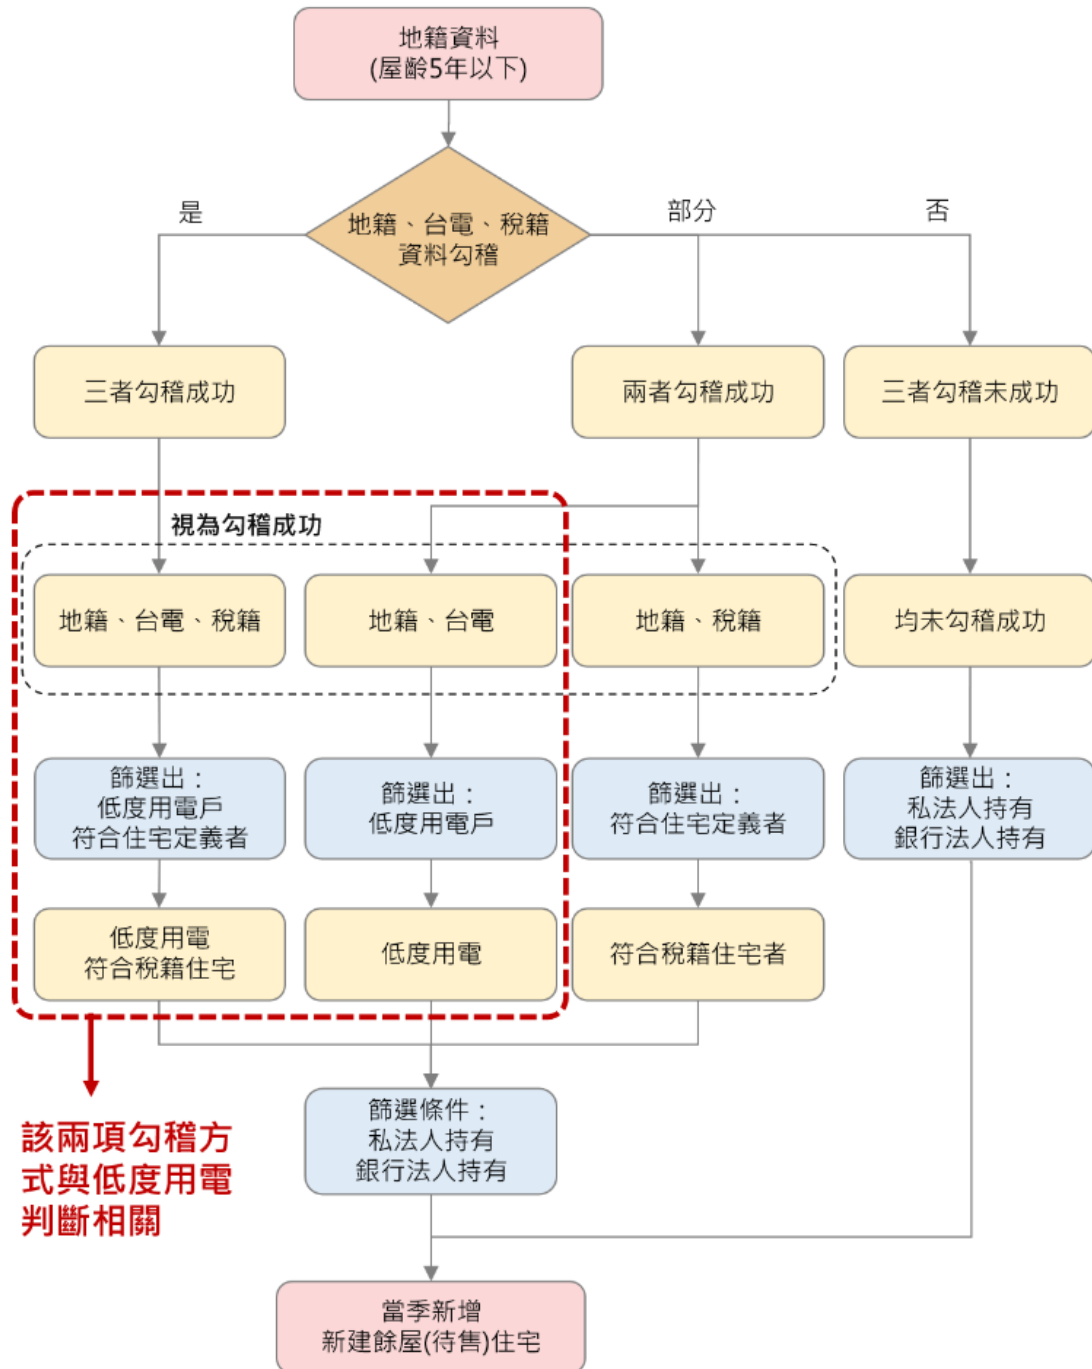 地籍資料
(屋齡5年以下)
地籍、台電、稅籍
資料勾稽
是
部分
否
三者勾稽成功
兩者勾稽成功
三者勾稽未成功
視為勾稽成功
地籍、台電、稅籍
地籍、台電
地籍、稅籍
均未勾稽成功
篩選出：
低度用電戶
符合住宅定義者
篩選出：
低度用電戶
篩選出：
符合住宅定義者
篩選出：
私法人持有
銀行法人持有
低度用電
符合稅籍住宅
低度用電
符合稅籍住宅者
篩選條件：
私法人持有
銀行法人持有
該兩項勾稽方
式與低度用電
判斷相關
當季新增
新建餘屋(待售)住宅